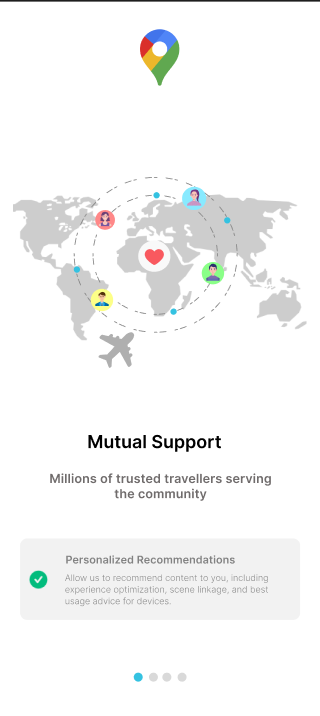 Mutual Support
Millions of trusted travellers serving
the community
Personalized Recommendations
Allow us to recommend content to you, including
experience optimization, scene linkage, and best
usage advice for devices.